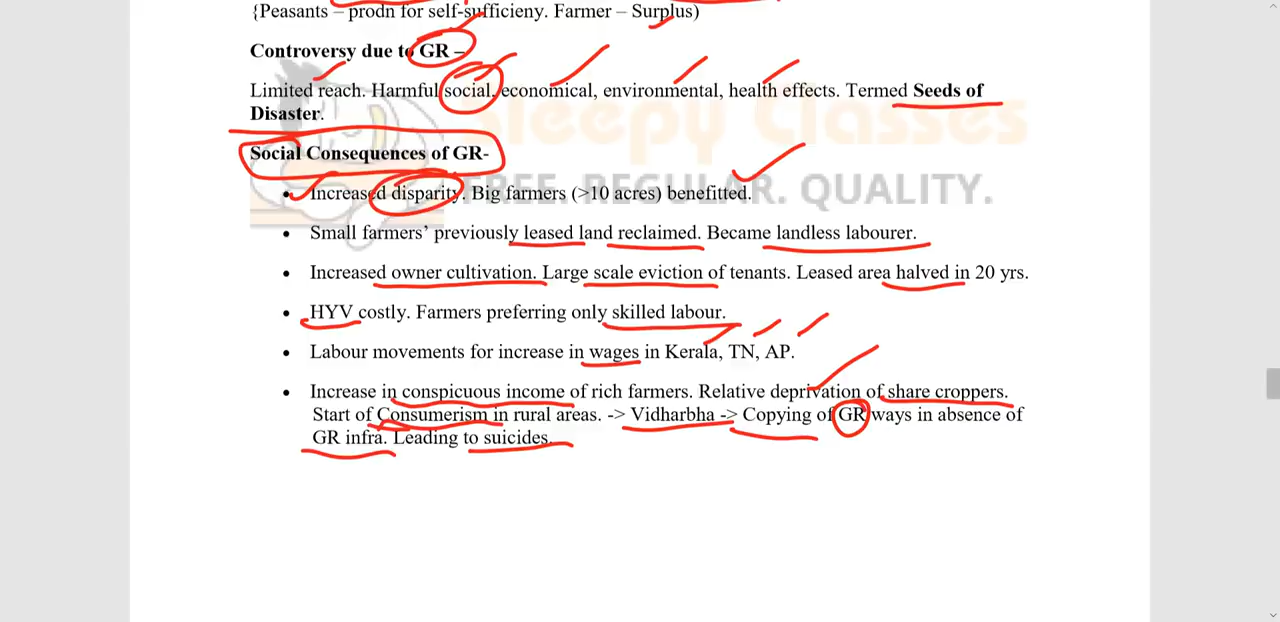 {Peasants – prodn for self-sufficieny. Farmer – Surplus)
Controversy due to GR –
Limited reach. Harmful social, economical, environmental, health effects. Termed Seeds of
Disaster.
Sleepy Classes
Social Consequences of GR-
FREE. REGULAR. QUALITY.
• Increased disparity. Big farmers (>10 acres) benefitted.
• Small farmers’ previously leased land reclaimed. Became landless labourer.
• Increased owner cultivation. Large scale eviction of tenants. Leased area halved in 20 yrs.
• HYV costly. Farmers preferring only skilled labour.
• Labour movements for increase in wages in Kerala, TN, AP.
• Increase in conspicuous income of rich farmers. Relative deprivation of share croppers.
Start of Consumerism in rural areas. -> Vidharbha -> Copying of GR ways in absence of
GR infra. Leading to suicides.